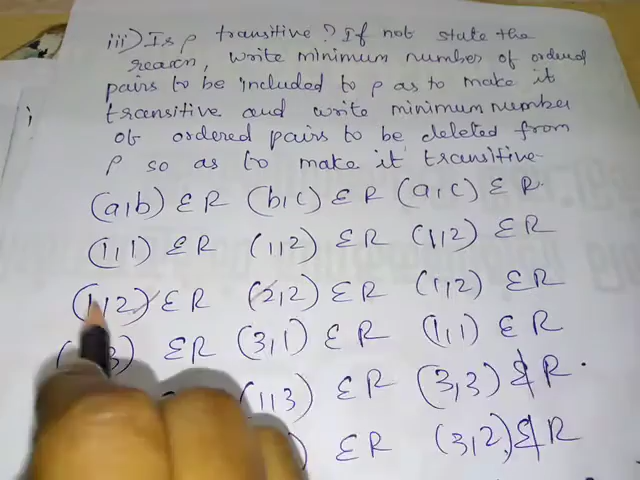 iii) Is ρ transitive? If not state the
reason, write minimum number of ordered
pairs to be included to ρ as to make it
transitive and write minimum number
of ordered pairs to be deleted from
ρ so as to make it transitive.
(a,b) ∈ R (b,c) ∈ R (a,c) ∈ R.
(1,1) ∈ R (1,2) ∈ R (1,2) ∈ R
(1,2) ∈ R (2,2) ∈ R (1,2) ∈ R
3) ∈ R (3,1) ∈ R (1,1) ∈ R
(1,3) ∈ R (3,3) ∉ R.
) ∈ R (3,2) ∉ R